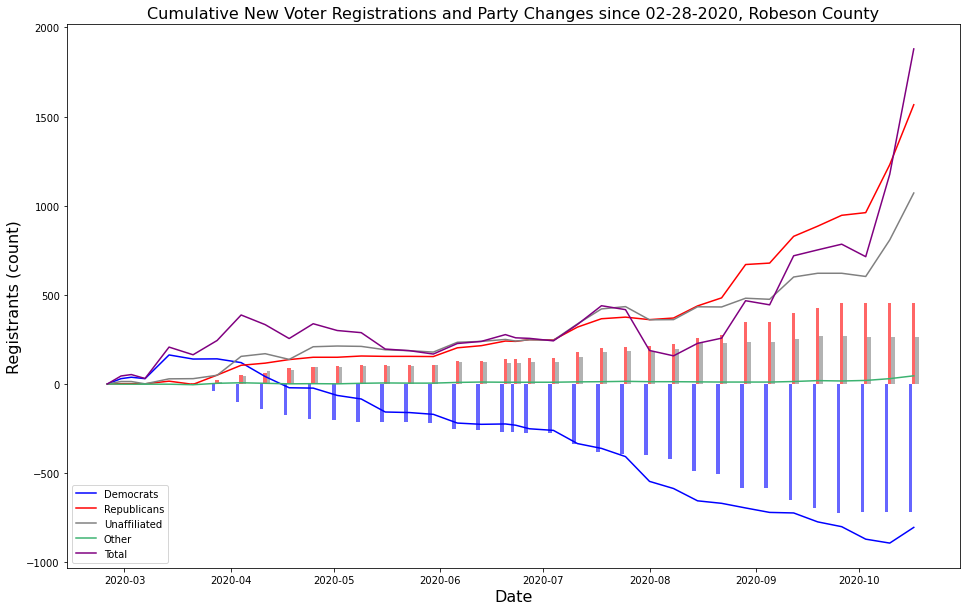 Cumulative New Voter Registrations and Party Changes since 02-28-2020, Robeson County
Registrants (count)
2000
1500
1000
500
0
−500
−1000
Democrats
Republicans
Unaffiliated
Other
Total
2020-03 2020-04 2020-05 2020-06 2020-07 2020-08 2020-09 2020-10
Date